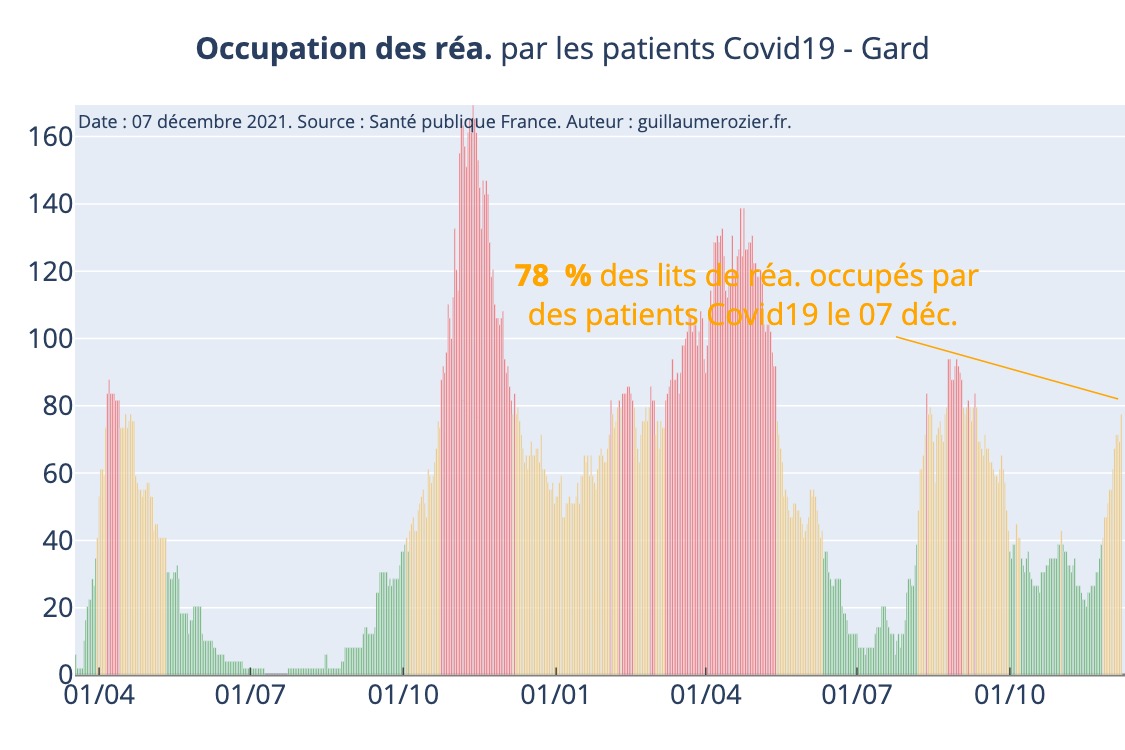 Occupation des réa. par les patients Covid19 - Gard
Date : 07 décembre 2021. Source : Santé publique France. Auteur : guillaumerozier.fr.
160
140
120
100
80
60
40
20
0
78 % des lits de réa. occupés par
des patients Covid19 le 07 déc.
01/04 01/07 01/10 01/01 01/04 01/07 01/10